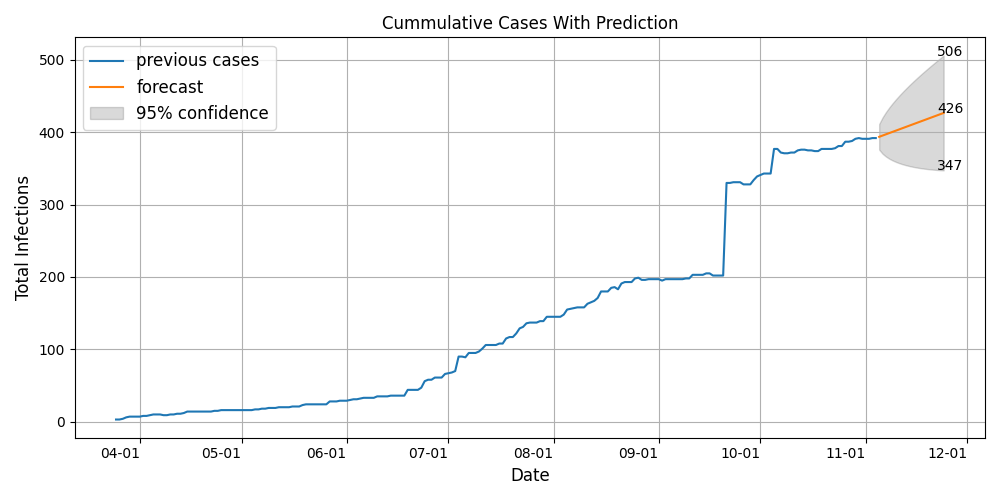 Cummulative Cases With Prediction
previous cases
forecast
95% confidence
506
426
347
500
400
300
200
100
0
Total Infections
04-01 05-01 06-01 07-01 08-01 09-01 10-01 11-01 12-01
Date